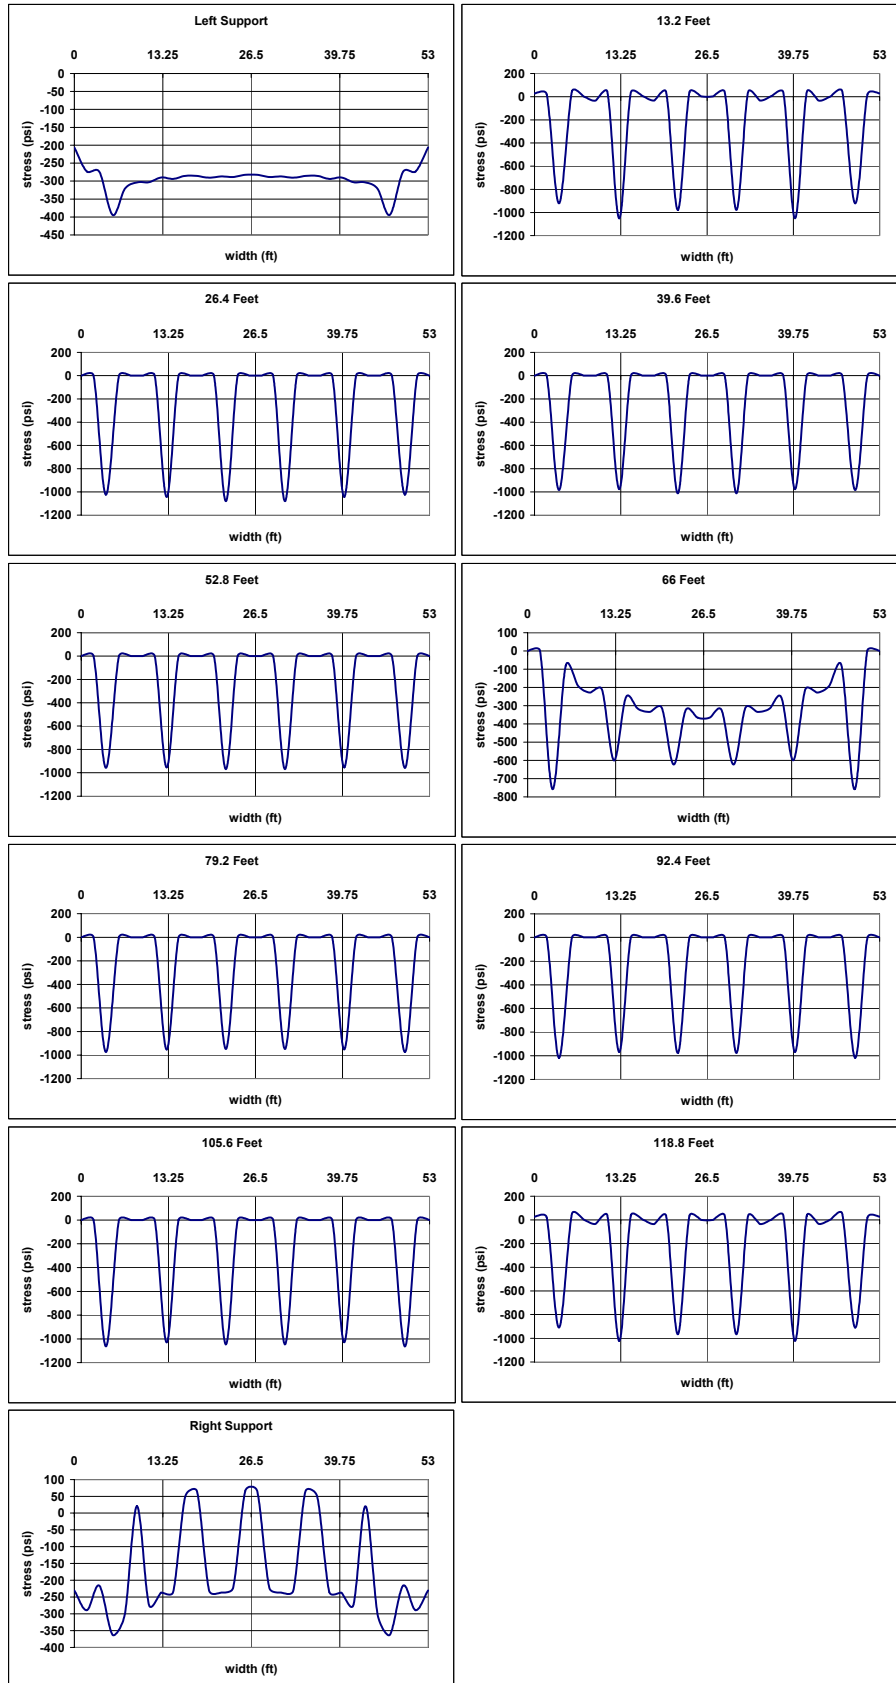 Left Support
0 13.25 26.5 39.75 53
0
-50
-100
-150
-200
-250
-300
-350
-400
-450
stress (psi)
width (ft)
13.2 Feet
0 13.25 26.5 39.75 53
200
0
-200
-400
-600
-800
-1000
-1200
stress (psi)
width (ft)
26.4 Feet
0 13.25 26.5 39.75 53
200
0
-200
-400
-600
-800
-1000
-1200
stress (psi)
width (ft)
39.6 Feet
0 13.25 26.5 39.75 53
200
0
-200
-400
-600
-800
-1000
-1200
stress (psi)
width (ft)
52.8 Feet
0 13.25 26.5 39.75 53
200
0
-200
-400
-600
-800
-1000
-1200
stress (psi)
width (ft)
66 Feet
0 13.25 26.5 39.75 53
100
0
-100
-200
-300
-400
-500
-600
-700
-800
stress (psi)
width (ft)
79.2 Feet
0 13.25 26.5 39.75 53
200
0
-200
-400
-600
-800
-1000
-1200
stress (psi)
width (ft)
92.4 Feet
0 13.25 26.5 39.75 53
200
0
-200
-400
-600
-800
-1000
-1200
stress (psi)
width (ft)
105.6 Feet
0 13.25 26.5 39.75 53
200
0
-200
-400
-600
-800
-1000
-1200
stress (psi)
width (ft)
118.8 Feet
0 13.25 26.5 39.75 53
200
0
-200
-400
-600
-800
-1000
-1200
stress (psi)
width (ft)
Right Support
0 13.25 26.5 39.75 53
100
50
0
-50
-100
-150
-200
-250
-300
-350
-400
stress (psi)
width (ft)